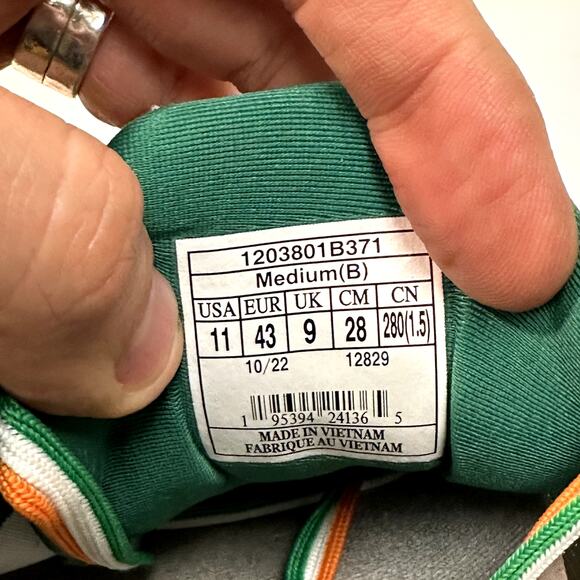 1203801B371
Medium(B)
USA EUR UK CM CN
11 43 9 28 280(1.5)
10/22 12829
1 95394 24136 5
MADE IN VIETNAM
FABRIQUE AU VIETNAM